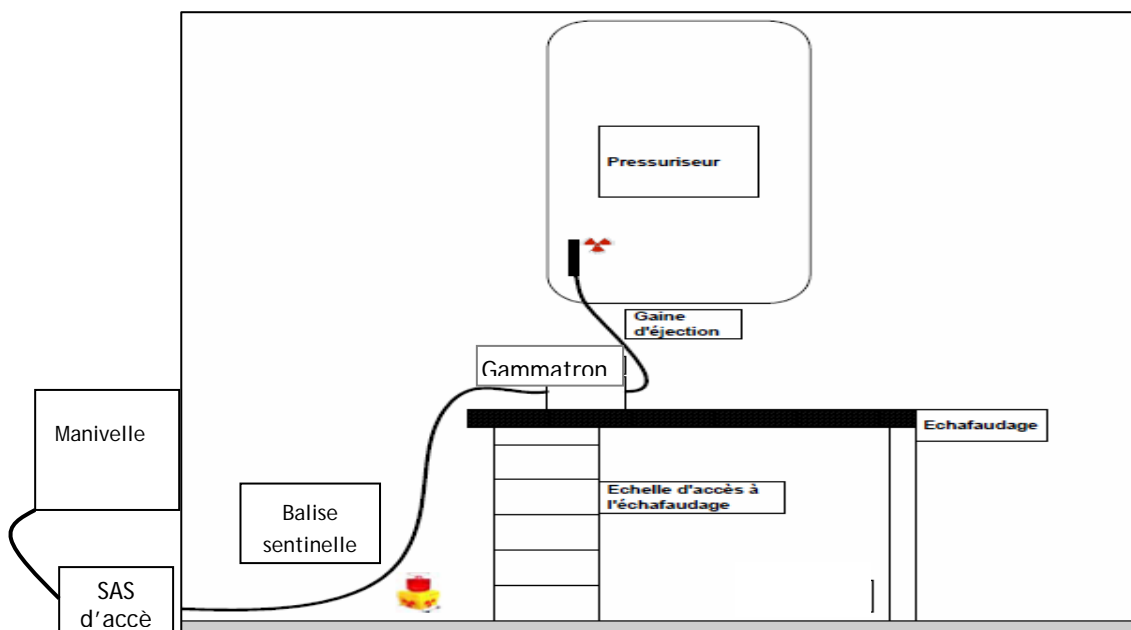 Pressuriseur
Gaine
d'éjection
Gammatron
Manivelle
Echafaudage
Echelle d'accès à
l'échafaudage
Balise
sentinelle
SAS
d'accè